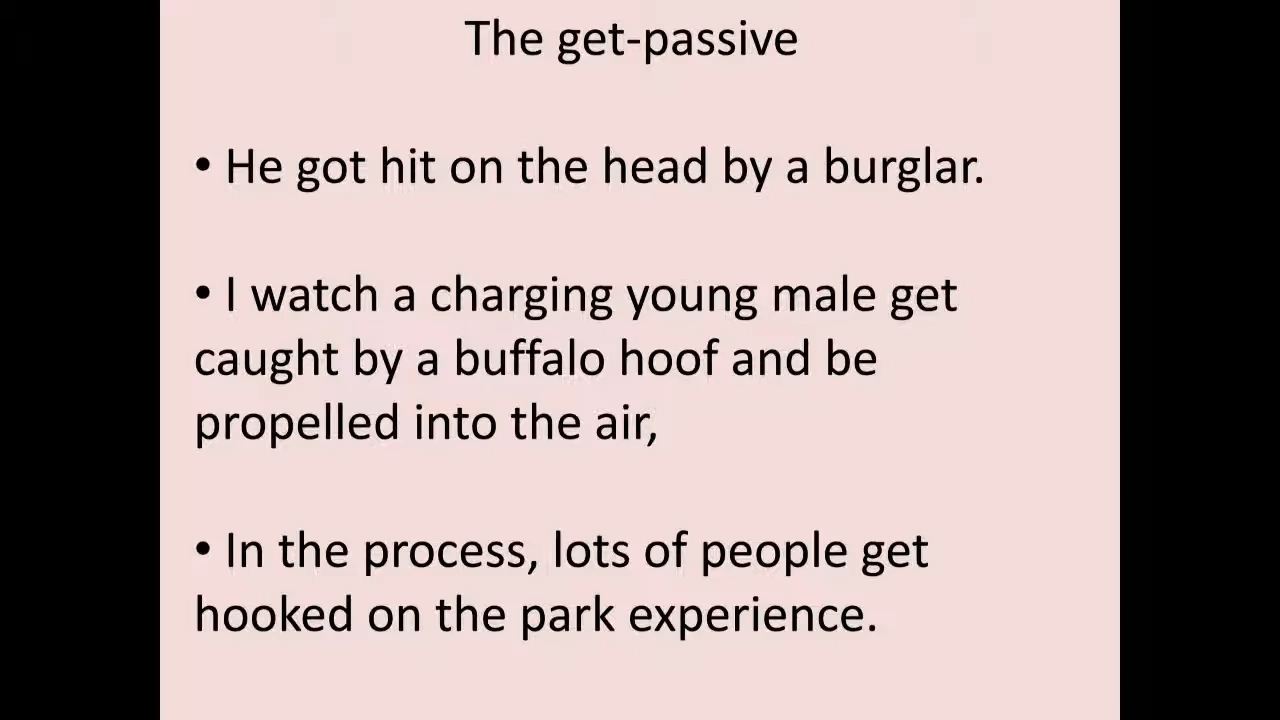 The get-passive
• He got hit on the head by a burglar.
• I watch a charging young male get
caught by a buffalo hoof and be
propelled into the air,
• In the process, lots of people get
hooked on the park experience.